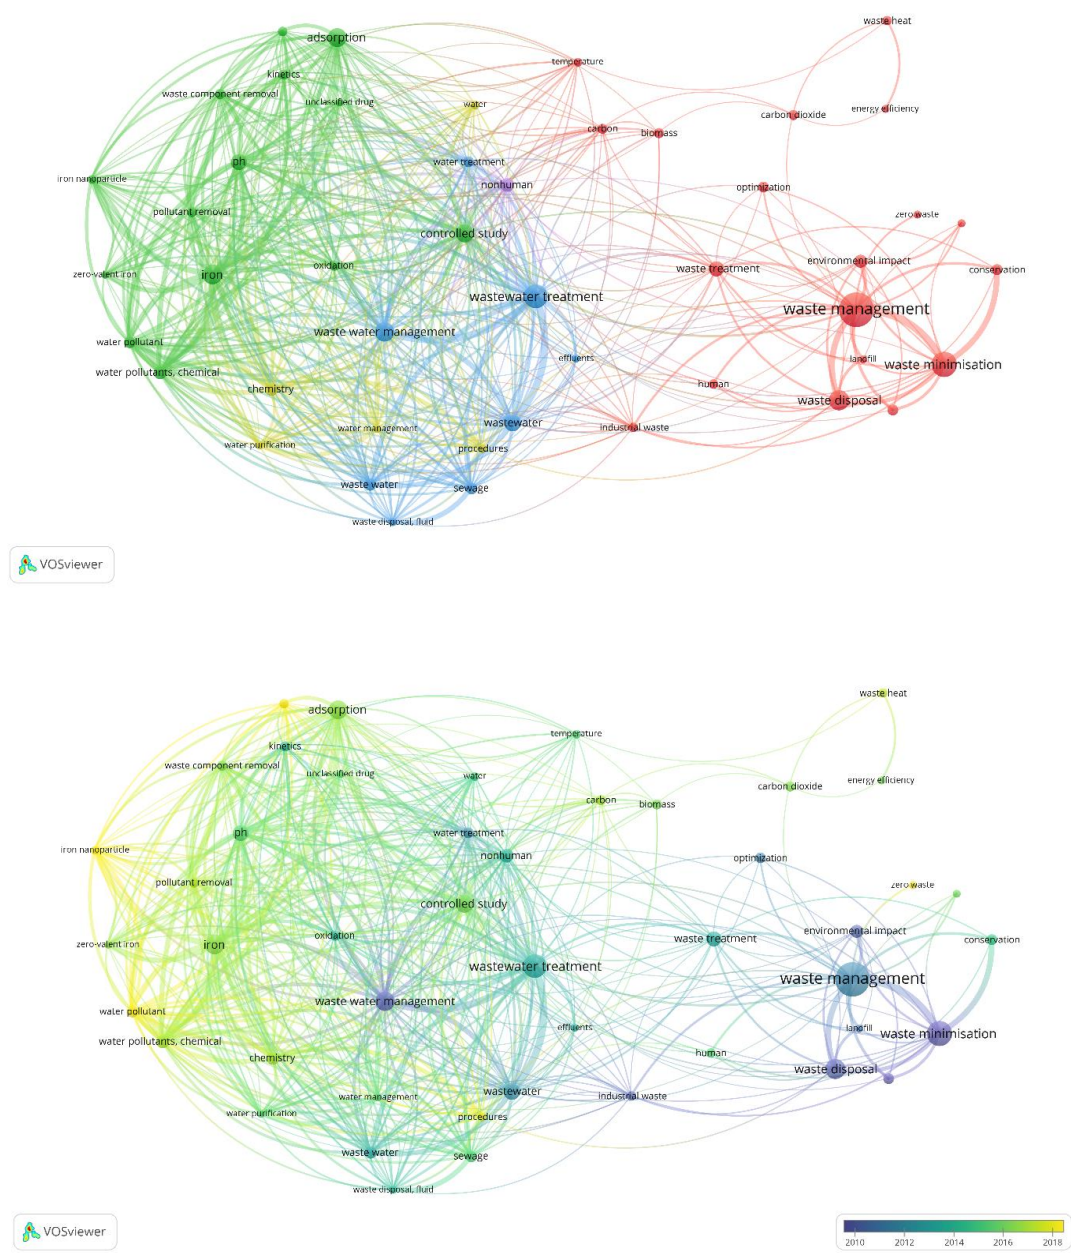 waste heat
adsorption
temperature
kinetics
waste component removal
unclassified drug
water
carbon dioxide
energy efficiency
carbon
biomass
ph
water treatment
iron nanoparticle
nonhuman
optimization
pollutant removal
zero waste
controlled study
oxidation
waste treatment
environmental impact
conservation
zero-valent iron
iron
wastewater treatment
waste management
waste water management
water pollutant
effluents
landfill
waste minimisation
water pollutants, chemical
chemistry
human
waste disposal
wastewater
water management
industrial waste
water purification
procedures
waste water
sewage
waste disposal, fluid
VOSviewer
waste heat
adsorption
temperature
kinetics
waste component removal
unclassified drug
water
carbon dioxide
energy efficiency
carbon
biomass
ph
water treatment
iron nanoparticle
nonhuman
optimization
pollutant removal
zero waste
controlled study
oxidation
waste treatment
environmental impact
conservation
zero-valent iron
iron
wastewater treatment
waste management
waste water management
water pollutant
effluents
landfill
waste minimisation
water pollutants, chemical
chemistry
human
waste disposal
wastewater
water management
industrial waste
water purification
procedures
waste water
sewage
waste disposal, fluid
VOSviewer
2010 2012 2014 2016 2018